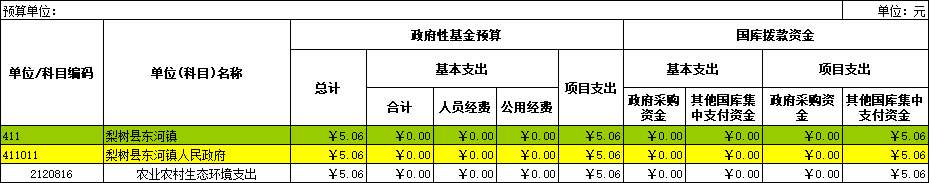 预算单位: 单位: 元
单位/科目编码 单位(科目)名称 政府性基金预算 国库拨款资金
总计 基本支出 项目支出 基本支出 项目支出
合计 人员经费 公用经费 政府采购资金 其他国库集中支付资金 政府采购资金 其他国库集中支付资金
411 梨树县东河镇 ￥5.06 ￥0.00 ￥0.00 ￥0.00 ￥5.06 ￥0.00 ￥0.00 ￥0.00 ￥5.06
411011 梨树县东河镇人民政府 ￥5.06 ￥0.00 ￥0.00 ￥0.00 ￥5.06 ￥0.00 ￥0.00 ￥0.00 ￥5.06
2120816 农业农村生态环境支出 ￥5.06 ￥0.00 ￥0.00 ￥0.00 ￥5.06 ￥0.00 ￥0.00 ￥0.00 ￥5.06